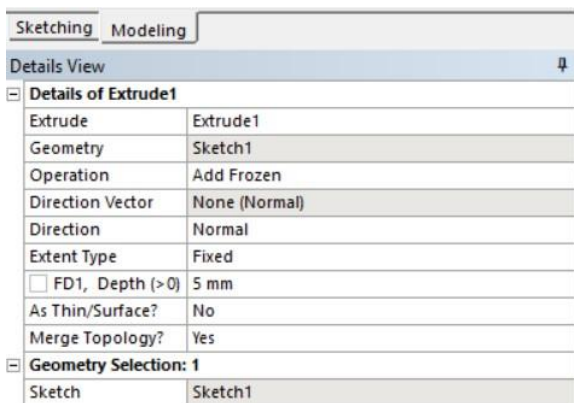 Sketching Modeling
Details View
Details of Extrude1
Extrude Extrude1
Geometry Sketch1
Operation Add Frozen
Direction Vector None (Normal)
Direction Normal
Extent Type Fixed
FD1, Depth (>0) 5 mm
As Thin/Surface? No
Merge Topology? Yes
Geometry Selection: 1
Sketch Sketch1